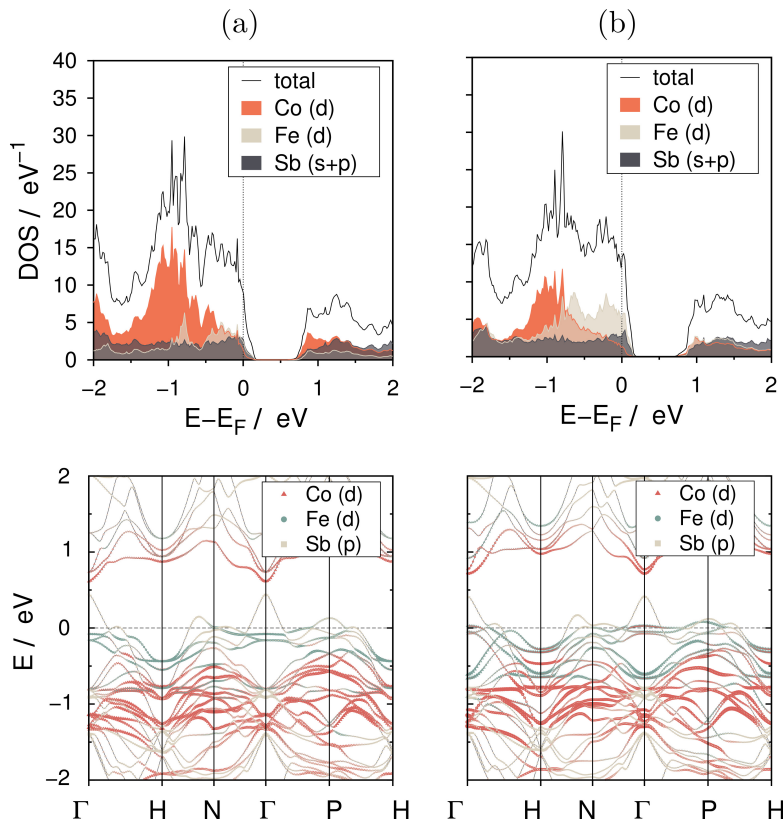 (a) (b)
40
35
30
25
20
15
10
5
0
DOS / eV⁻¹
total
Co (d)
Fe (d)
Sb (s+p)
−2 −1 0 1 2
E−E_F / eV
total
Co (d)
Fe (d)
Sb (s+p)
−2 −1 0 1 2
E−E_F / eV
2
1
0
−1
−2
E / eV
Co (d)
Fe (d)
Sb (p)
Γ H N Γ P H
Co (d)
Fe (d)
Sb (p)
Γ H N Γ P H